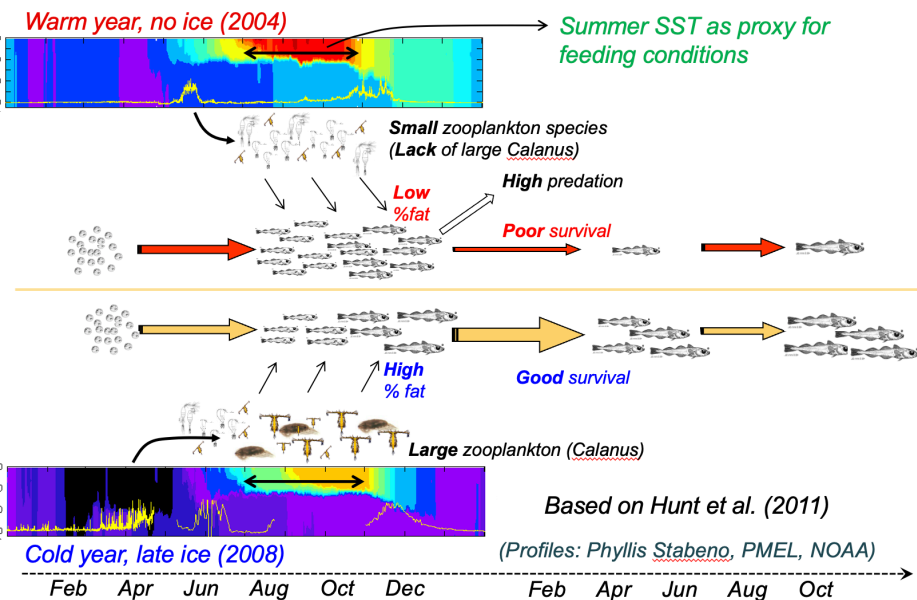 Warm year, no ice (2004)
Summer SST as proxy for
feeding conditions
Small zooplankton species
(Lack of large Calanus)
High predation
Low
%fat
Poor survival
High
% fat
Good survival
Large zooplankton (Calanus)
Based on Hunt et al. (2011)
Cold year, late ice (2008)
(Profiles: Phyllis Stabeno, PMEL, NOAA)
Feb Apr Jun Aug Oct Dec Feb Apr Jun Aug Oct